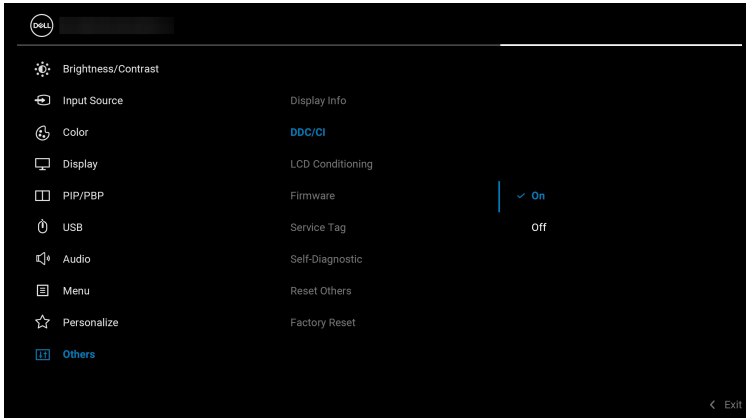 DELL
Brightness/Contrast
Input Source
Display Info
Color
DDC/CI
Display
LCD Conditioning
PIP/PBP
Firmware
On
USB
Service Tag
Off
Audio
Self-Diagnostic
Menu
Reset Others
Personalize
Factory Reset
Others
Exit